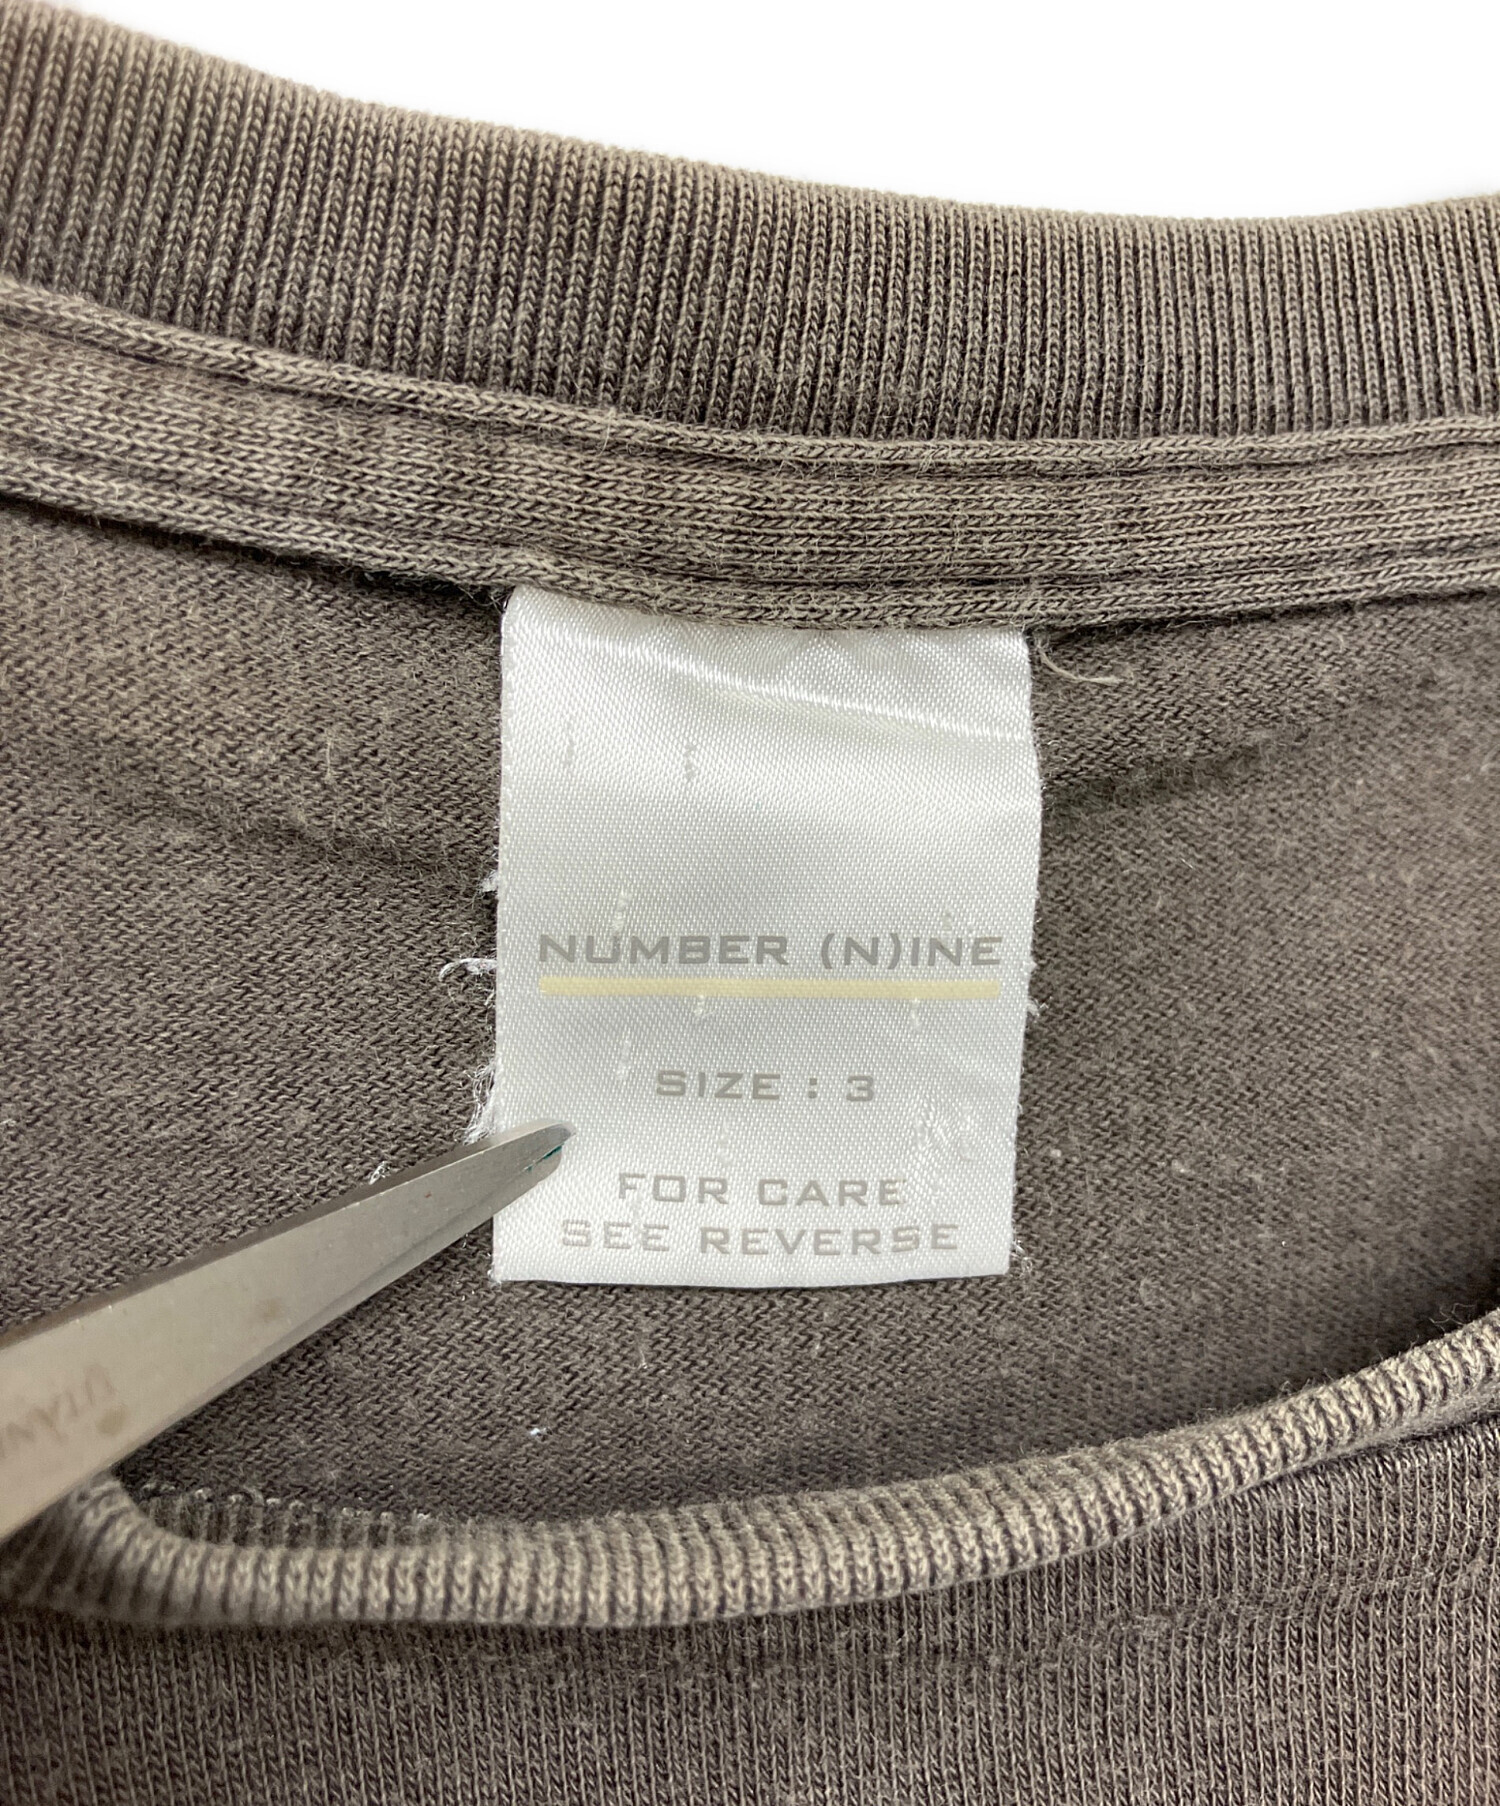 NUMBER (N)INE
SIZE : 3
FOR CARE
SEE REVERSE